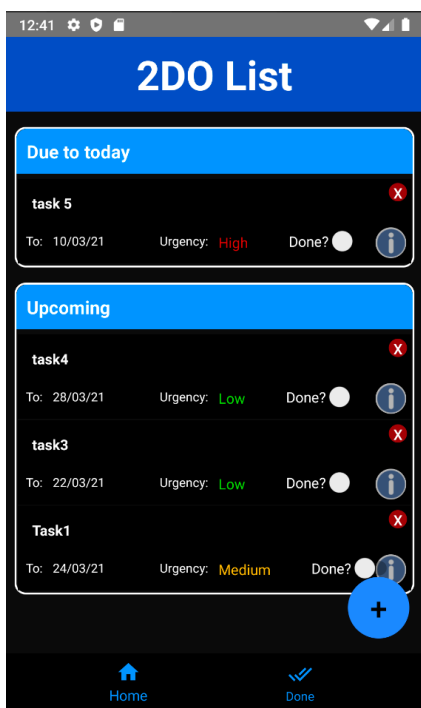 12:41
2DO List
Due to today
task 5
X
To: 10/03/21 Urgency: High Done?
i
Upcoming
task4
X
To: 28/03/21 Urgency: Low Done?
i
task3
X
To: 22/03/21 Urgency: Low Done?
i
Task1
X
To: 24/03/21 Urgency: Medium Done?
i
+
Home Done